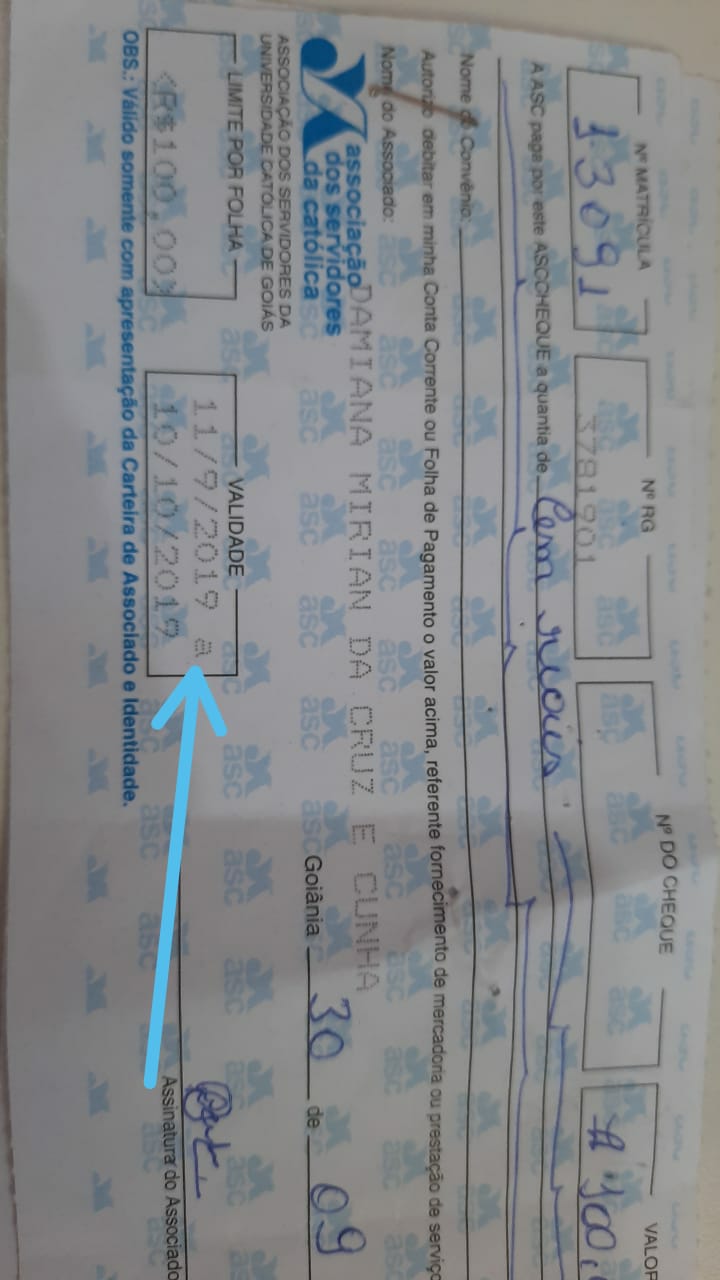 Nº MATRÍCULA Nº RG Nº DO CHEQUE VALOR
13091 3781901 100,
A ASC paga por este ASCCHEQUE a quantia de Cem reais
Nome do Convênio:
Autorizo debitar em minha Conta Corrente ou Folha de Pagamento o valor acima, referente fornecimento de mercadoria ou prestação de serviço
Nome do Associado:
DAMIANA MIRIAN DA CRUZ E CUNHA
associação
dos servidores
da católica
Goiânia 30 de 09
ASSOCIAÇÃO DOS SERVIDORES DA
UNIVERSIDADE CATÓLICA DE GOIÁS
LIMITE POR FOLHA VALIDADE
11/9/2019 a
<R$100,00> 10/10/2019
Assinatura do Associado
OBS.: Válido somente com apresentação da Carteira de Associado e Identidade.